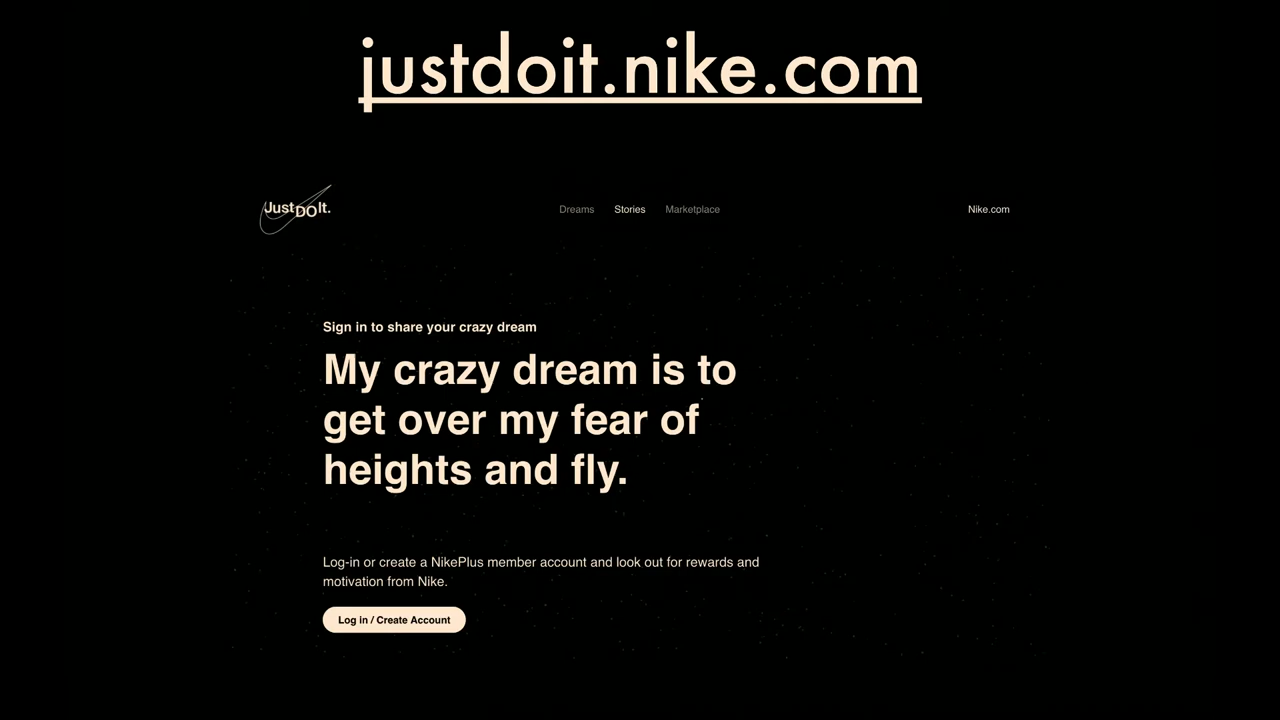 justdoit.nike.com
Just DO It.
Dreams Stories Marketplace
Nike.com
Sign in to share your crazy dream
My crazy dream is to
get over my fear of
heights and fly.
Log-in or create a NikePlus member account and look out for rewards and
motivation from Nike.
Log in / Create Account